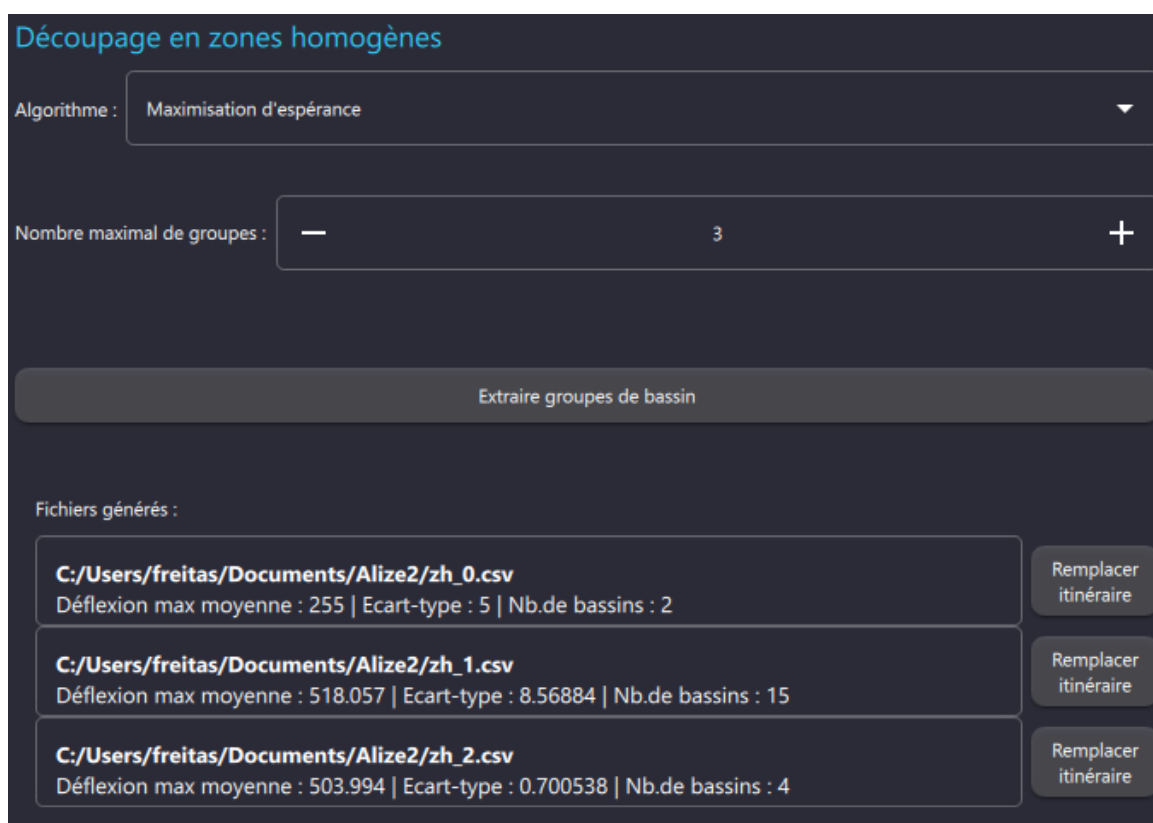 Découpage en zones homogènes
Algorithme : Maximisation d'espérance
Nombre maximal de groupes : 3
Extraire groupes de bassin
Fichiers générés :
C:/Users/freitas/Documents/Alize2/zh_0.csv
Déflexion max moyenne : 255 | Ecart-type : 5 | Nb.de bassins : 2
Remplacer
itinéraire
C:/Users/freitas/Documents/Alize2/zh_1.csv
Déflexion max moyenne : 518.057 | Ecart-type : 8.56884 | Nb.de bassins : 15
Remplacer
itinéraire
C:/Users/freitas/Documents/Alize2/zh_2.csv
Déflexion max moyenne : 503.994 | Ecart-type : 0.700538 | Nb.de bassins : 4
Remplacer
itinéraire